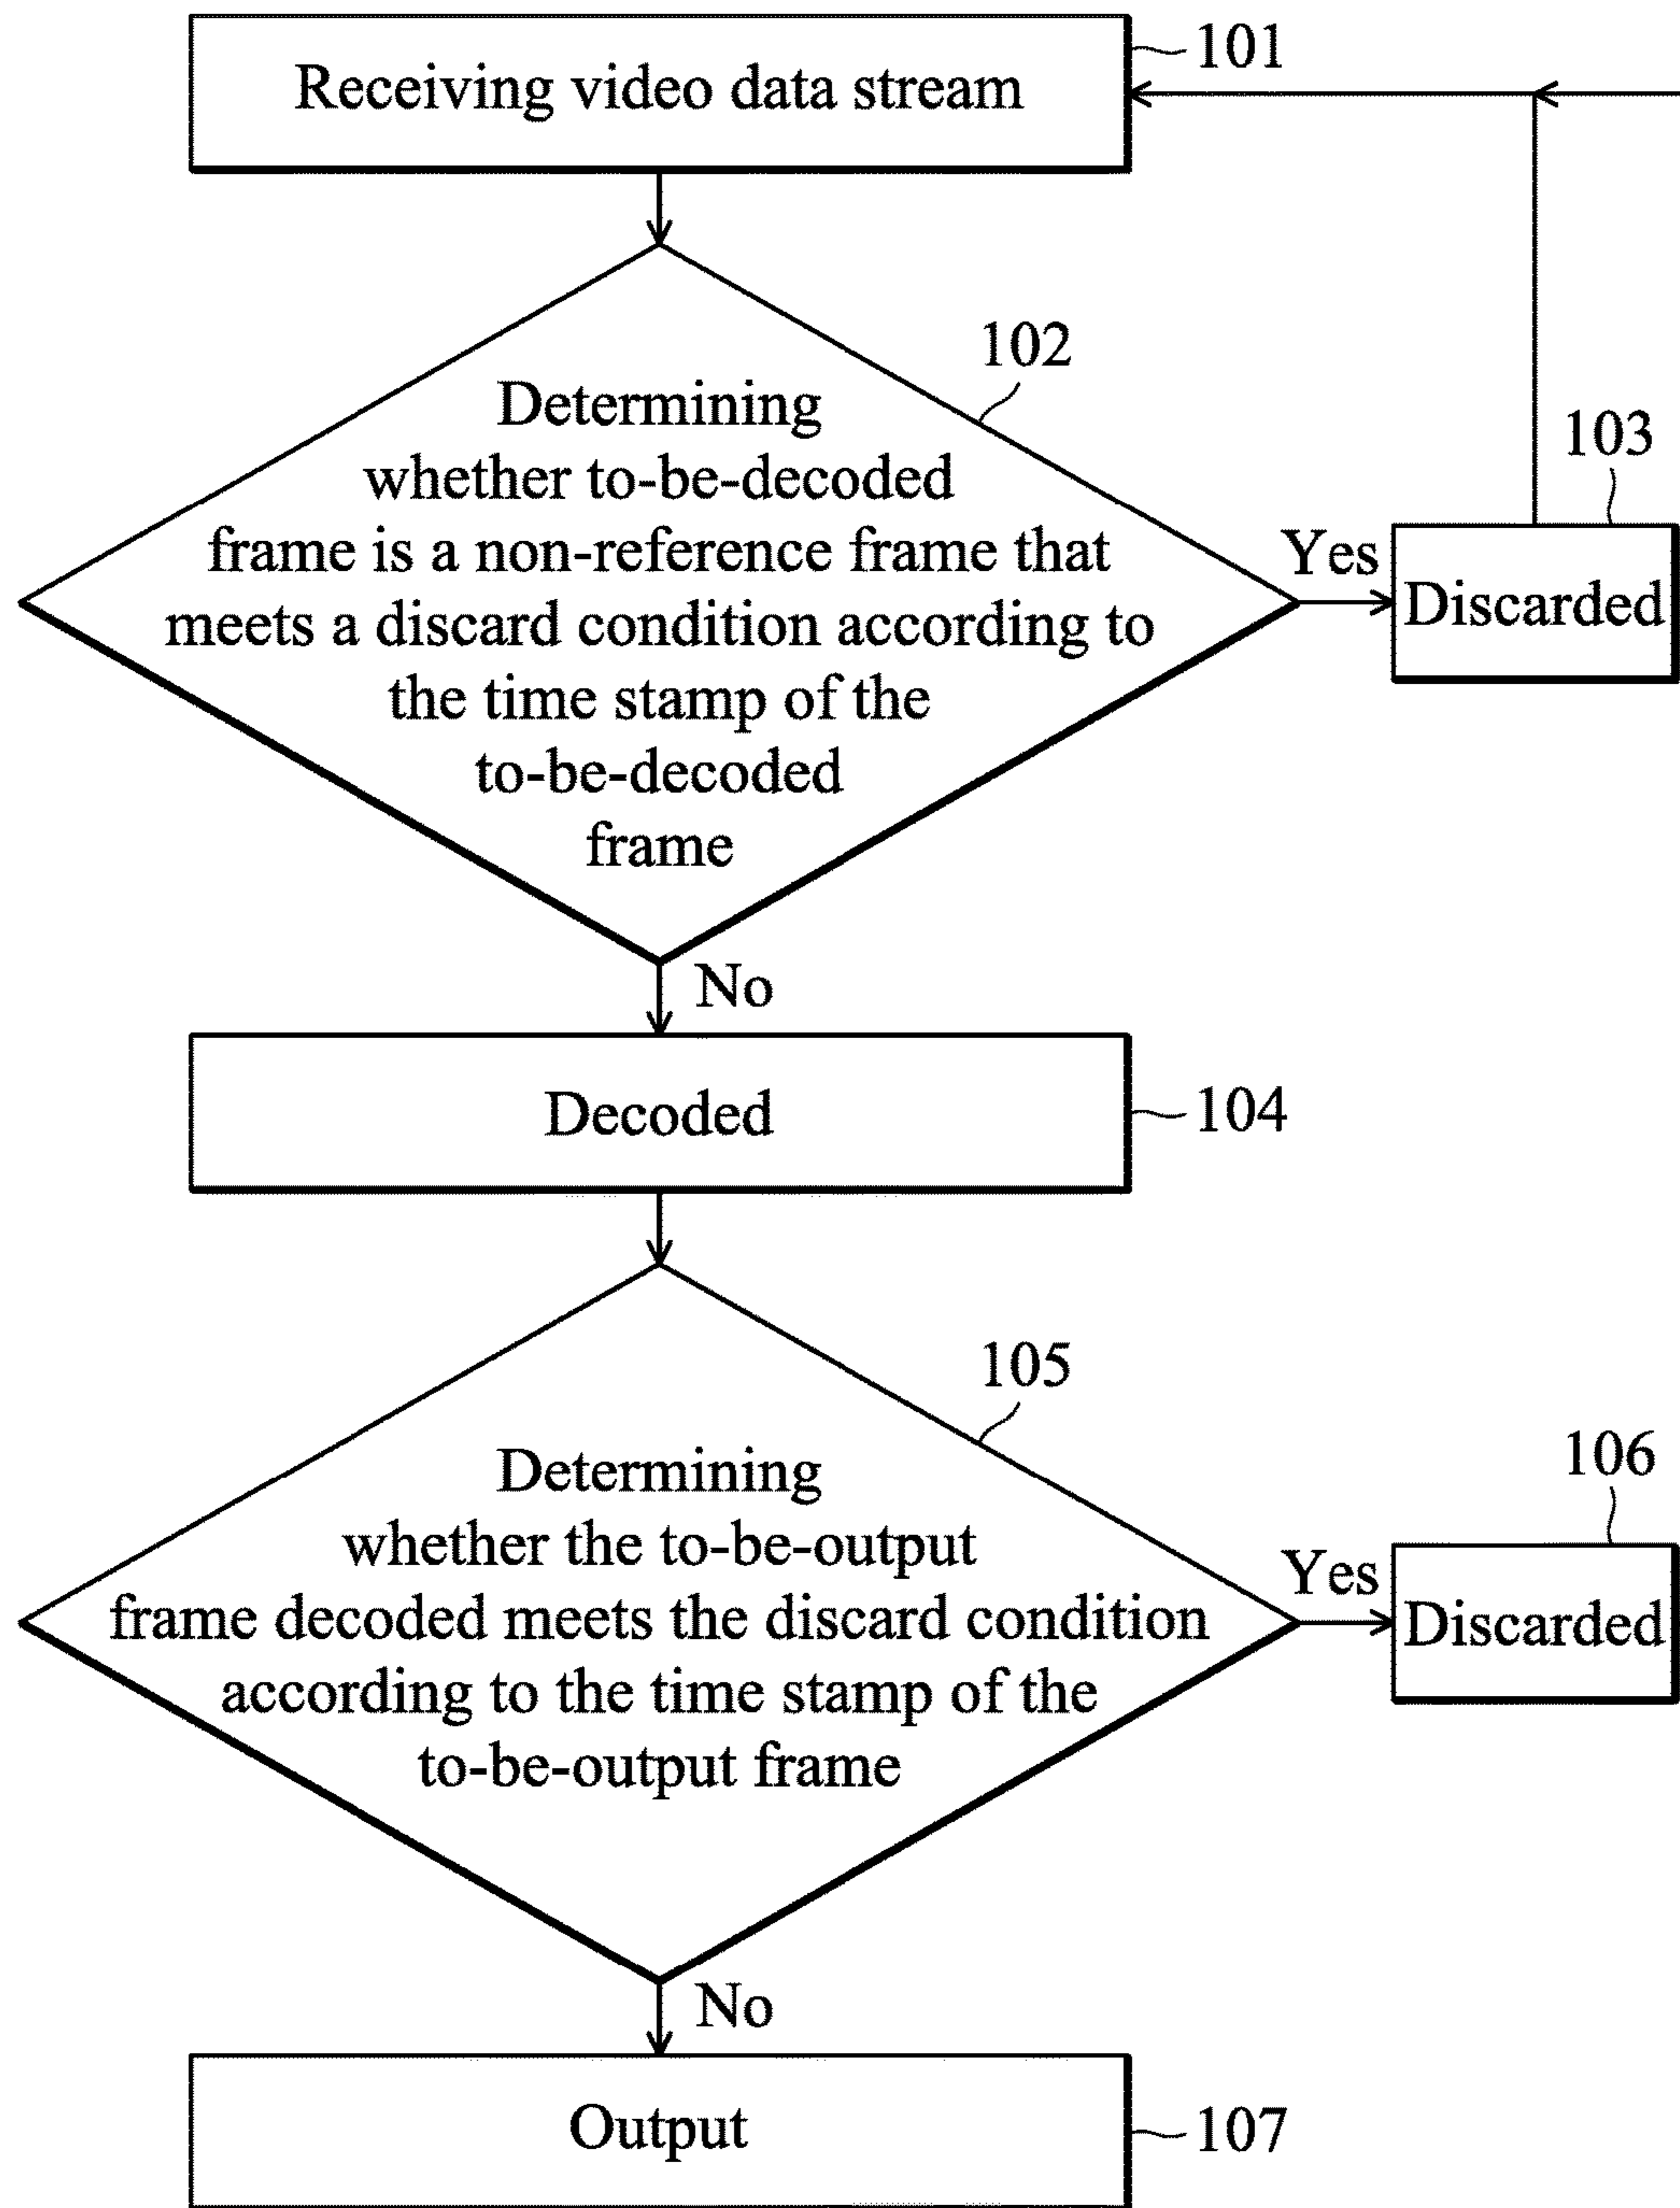 Receiving video data stream
101
102
Determining
whether to-be-decoded
frame is a non-reference frame that
meets a discard condition according to
the time stamp of the
to-be-decoded
frame
Yes
103
Discarded
No
Decoded
104
105
Determining
whether the to-be-output
frame decoded meets the discard condition
according to the time stamp of the
to-be-output frame
Yes
106
Discarded
No
Output
107